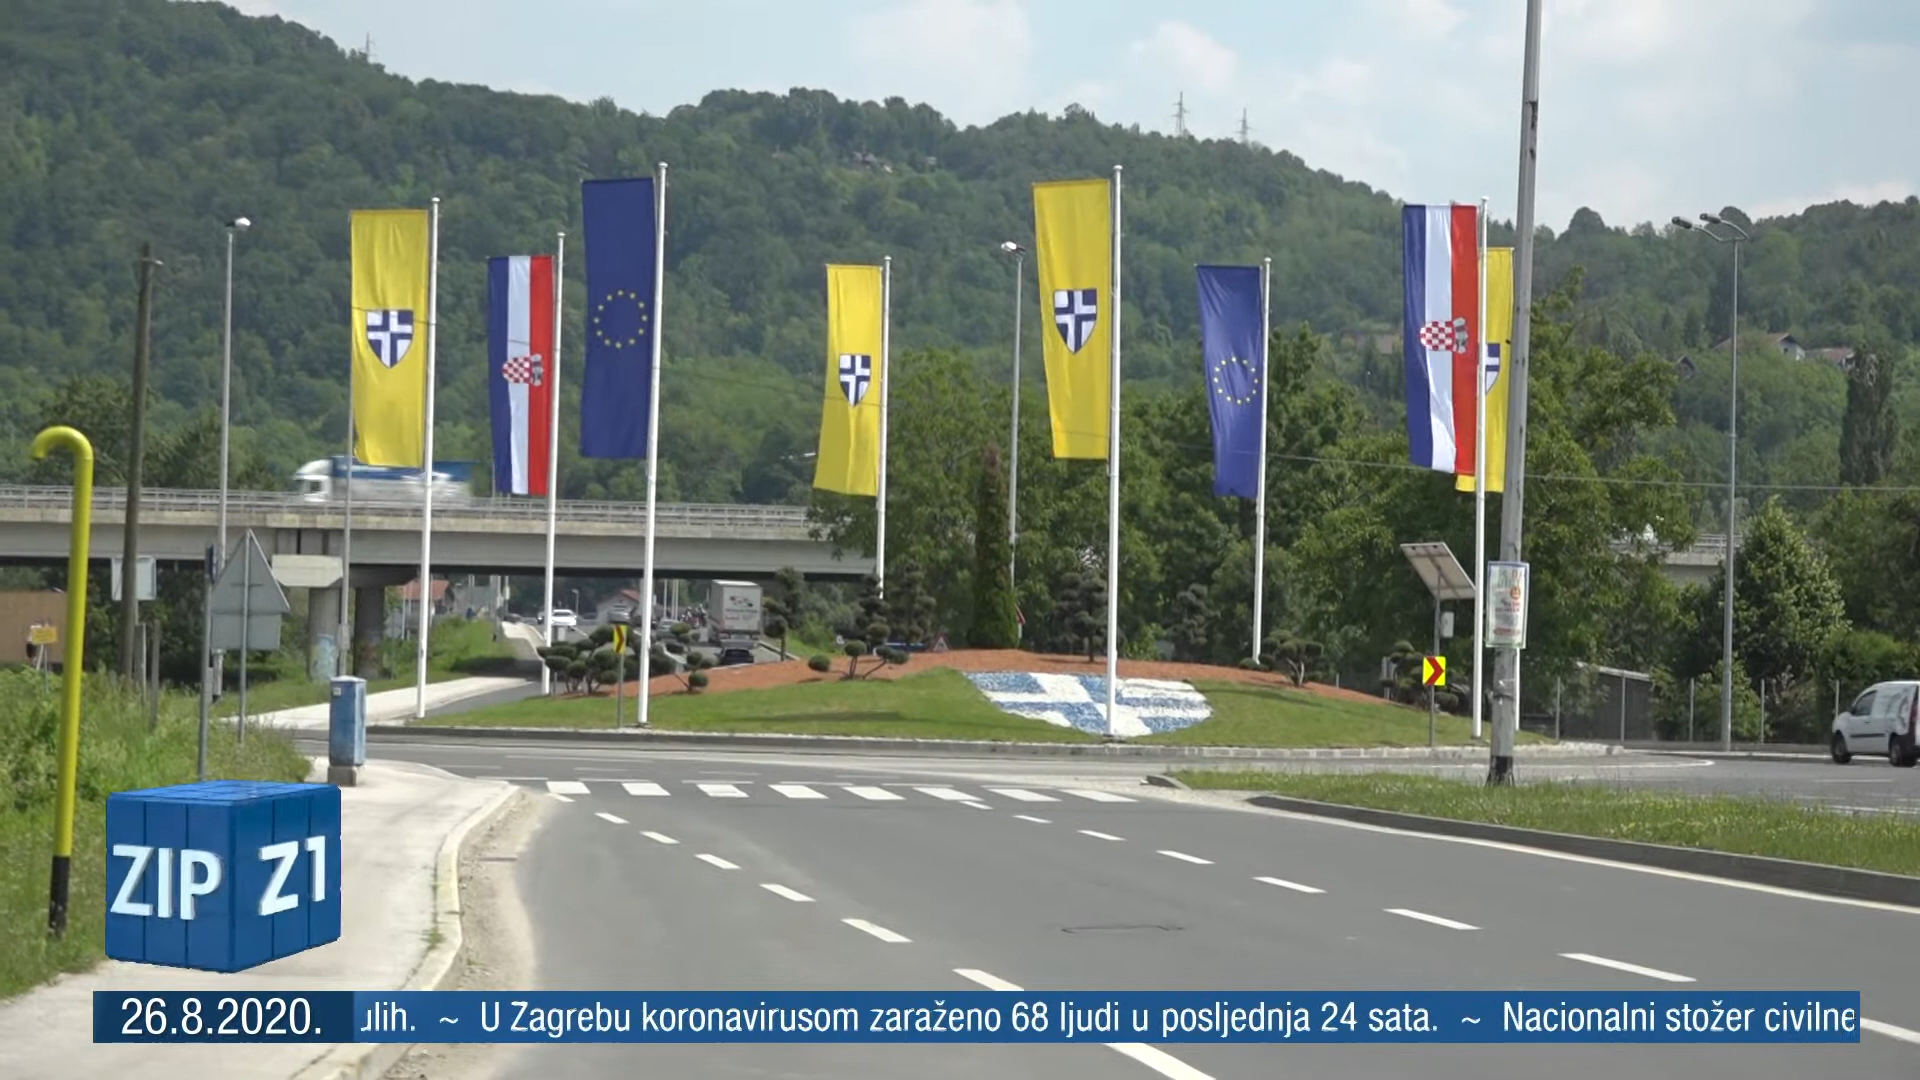 ZIP Z1
26.8.2020. ulih. ~ U Zagrebu koronavirusom zaraženo 68 ljudi u posljednja 24 sata. ~ Nacionalni stožer civilne